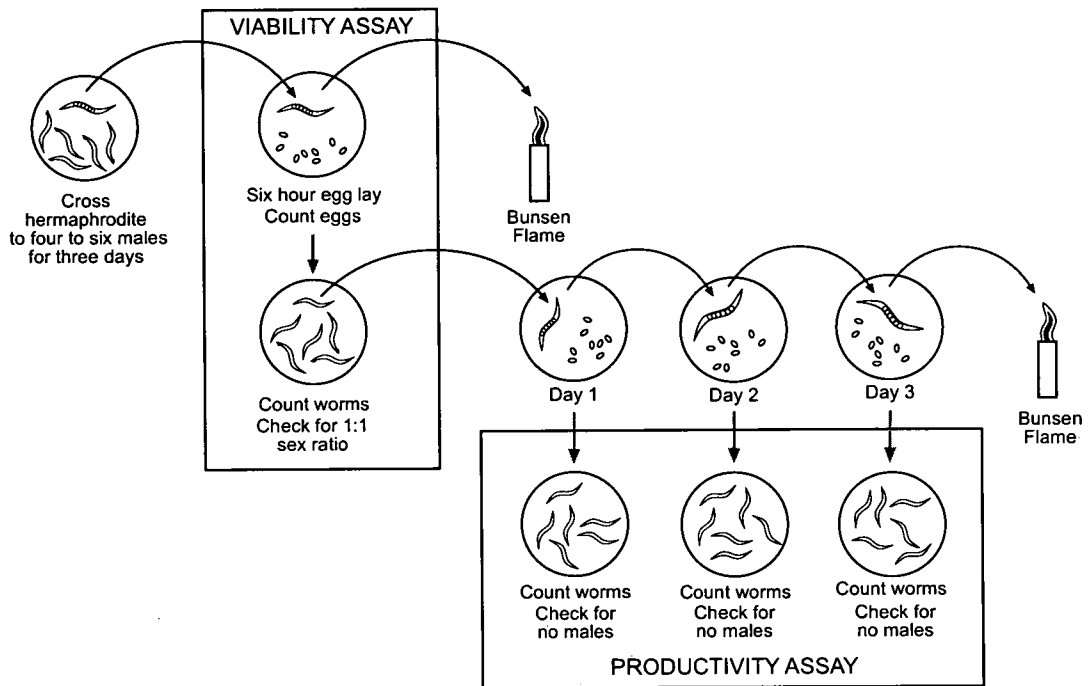 VIABILITY ASSAY
Cross
hermaphrodite
to four to six males
for three days
Six hour egg lay
Count eggs
Bunsen
Flame
Count worms
Check for 1:1
sex ratio
Day 1
Day 2
Day 3
Bunsen
Flame
Count worms
Check for
no males
Count worms
Check for
no males
Count worms
Check for
no males
PRODUCTIVITY ASSAY